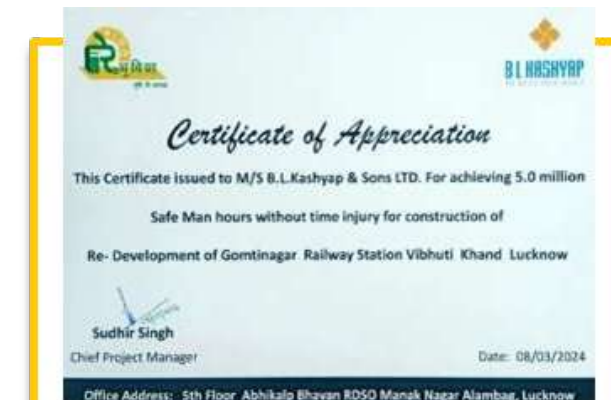 B L KASHYAP
Certificate of Appreciation
This Certificate issued to M/S B.L.Kashyap & Sons LTD. For achieving 5.0 million
Safe Man hours without time injury for construction of
Re- Development of Gomtinagar Railway Station Vibhuti Khand Lucknow
Sudhir Singh
Chief Project Manager
Date: 08/03/2024
Office Address: 5th Floor Abhikalp Bhavan RDSO Manak Nagar Alambag, Lucknow